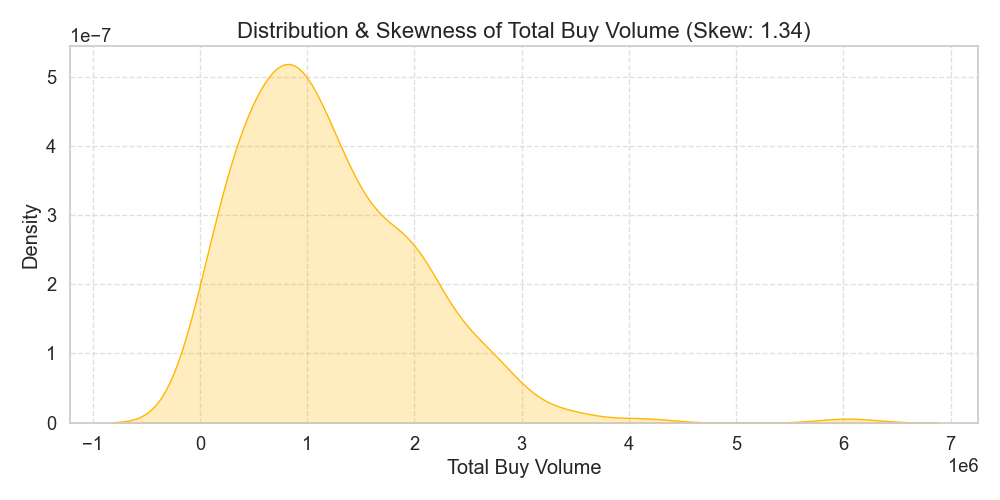 Distribution & Skewness of Total Buy Volume (Skew: 1.34)
1e−7
5
4
3
2
1
0
Density
−1 0 1 2 3 4 5 6 7
1e6
Total Buy Volume